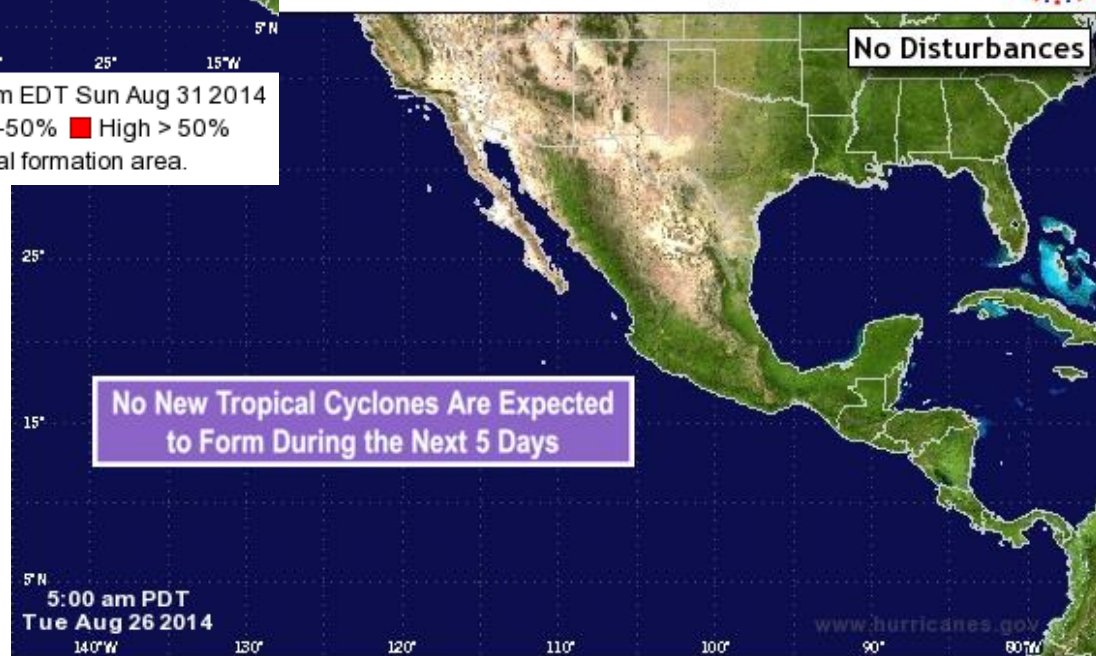 5°N
25° 15°W
EDT Sun Aug 31 2014
-50% High > 50%
formation area.
No Disturbances
25°
No New Tropical Cyclones Are Expected
to Form During the Next 5 Days
15°
5°N
5:00 am PDT
Tue Aug 26 2014
www.hurricanes.gov
140°W 130° 120° 110° 100° 90° 80°W